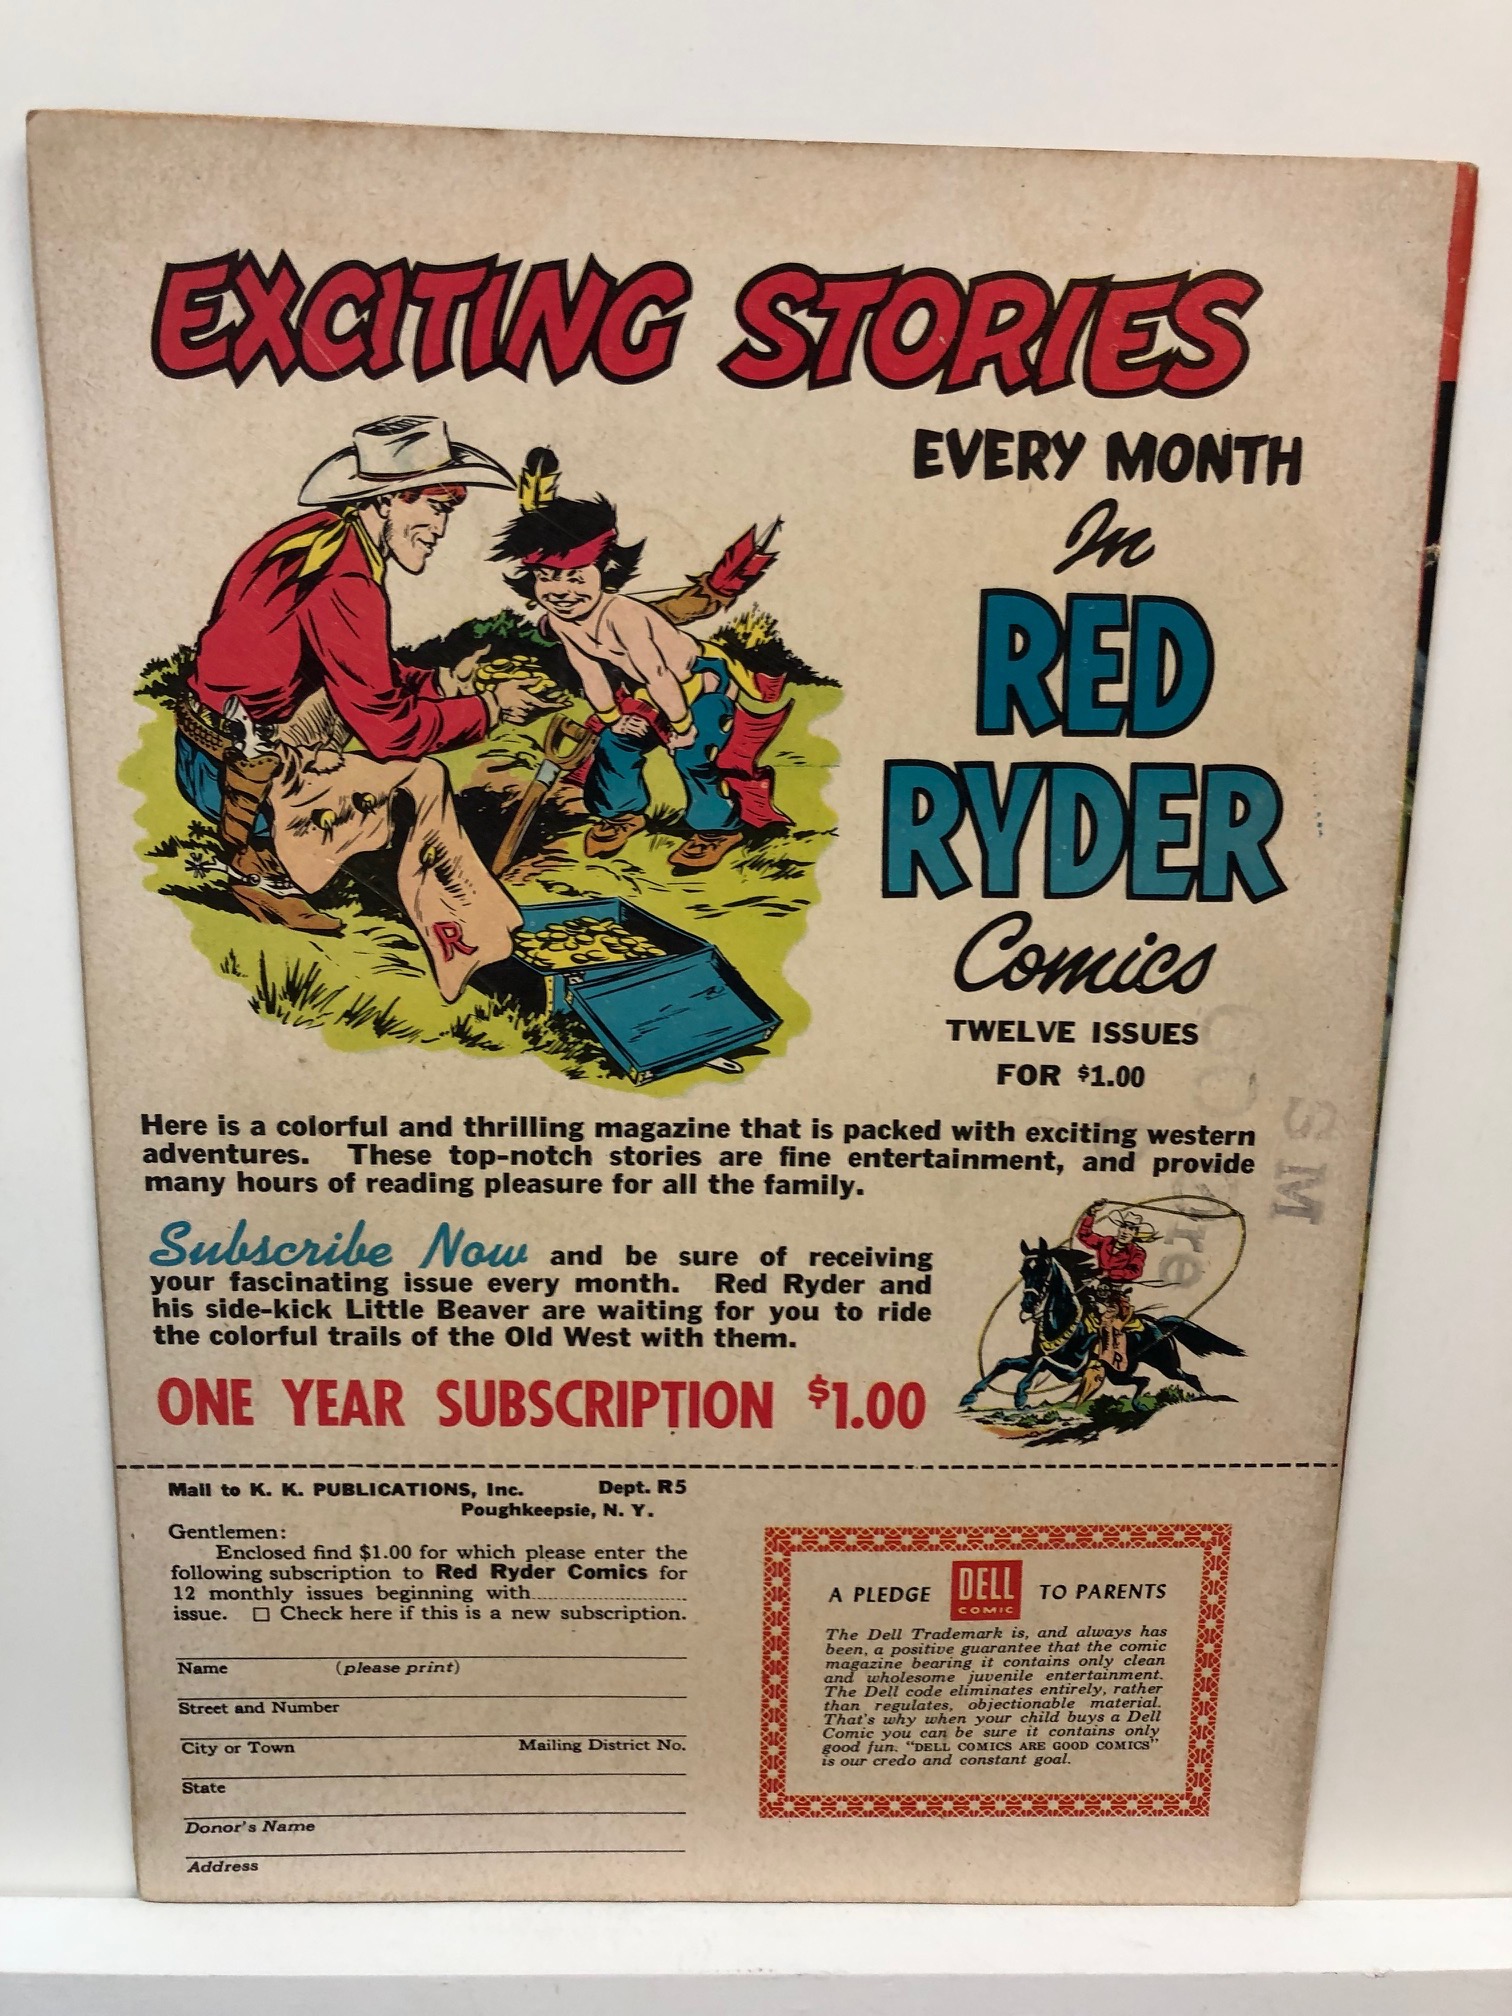 EXCITING STORIES
EVERY MONTH
In
RED
RYDER
Comics
TWELVE ISSUES
FOR $1.00
R
Here is a colorful and thrilling magazine that is packed with exciting western
adventures. These top-notch stories are fine entertainment, and provide
many hours of reading pleasure for all the family.
Subscribe Now and be sure of receiving
your fascinating issue every month. Red Ryder and
his side-kick Little Beaver are waiting for you to ride
the colorful trails of the Old West with them.
R
ONE YEAR SUBSCRIPTION $1.00
Mail to K. K. PUBLICATIONS, Inc. Dept. R5
Poughkeepsie, N. Y.
Gentlemen:
Enclosed find $1.00 for which please enter the
following subscription to Red Ryder Comics for
12 monthly issues beginning with....................
issue. ☐ Check here if this is a new subscription.
Name (please print)
Street and Number
City or Town Mailing District No.
State
Donor's Name
Address
A PLEDGE DELL COMIC TO PARENTS
The Dell Trademark is, and always has
been, a positive guarantee that the comic
magazine bearing it contains only clean
and wholesome juvenile entertainment.
The Dell code eliminates entirely, rather
than regulates, objectionable material.
That's why when your child buys a Dell
Comic you can be sure it contains only
good fun. "DELL COMICS ARE GOOD COMICS"
is our credo and constant goal.